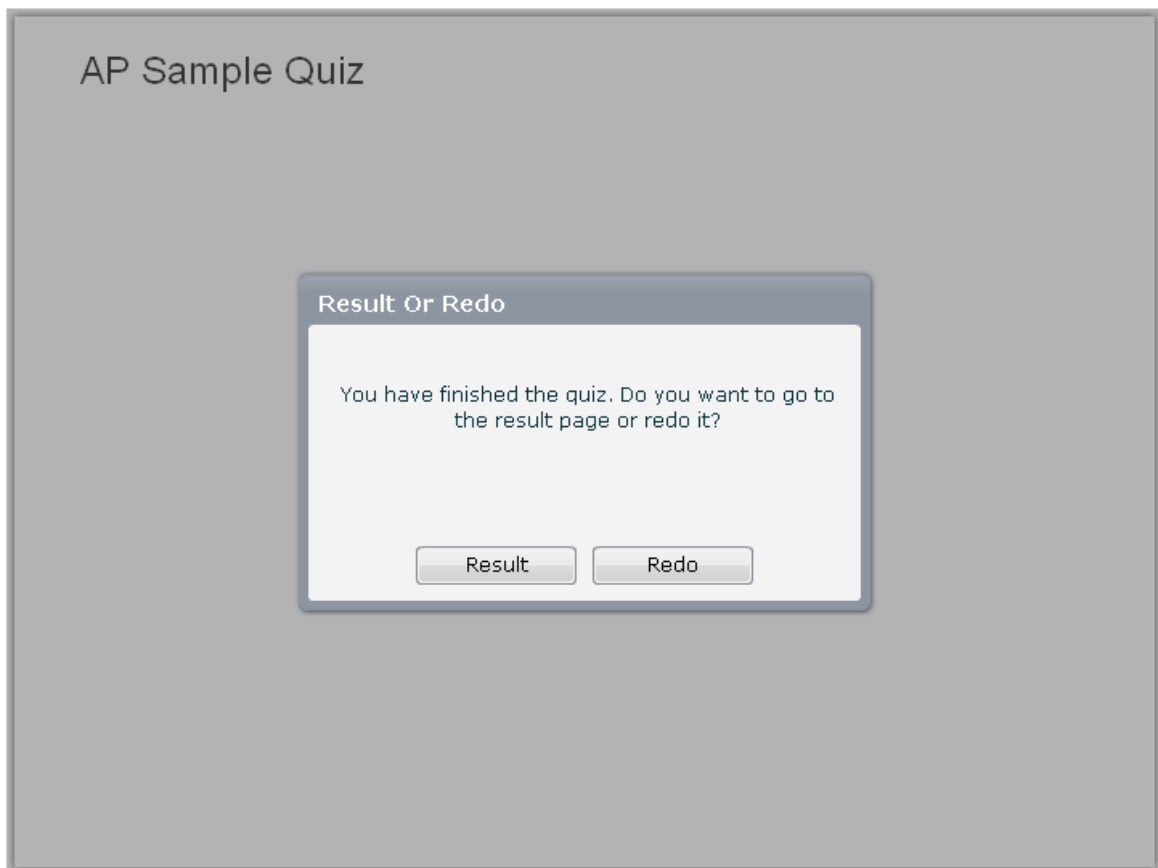 AP Sample Quiz
Result Or Redo
You have finished the quiz. Do you want to go to
the result page or redo it?
Result
Redo